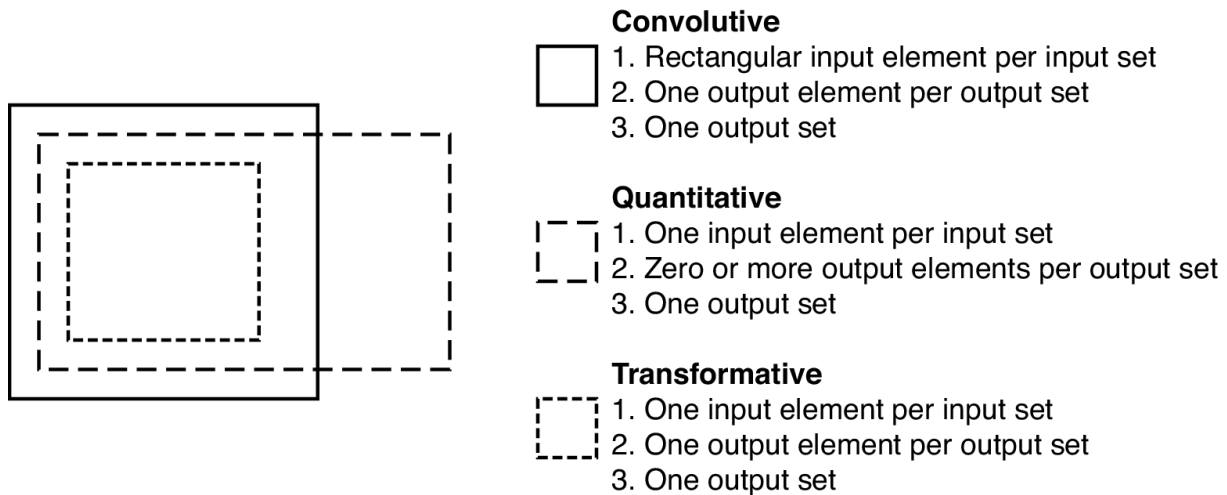 Convolutive
1. Rectangular input element per input set
2. One output element per output set
3. One output set
Quantitative
1. One input element per input set
2. Zero or more output elements per output set
3. One output set
Transformative
1. One input element per input set
2. One output element per output set
3. One output set